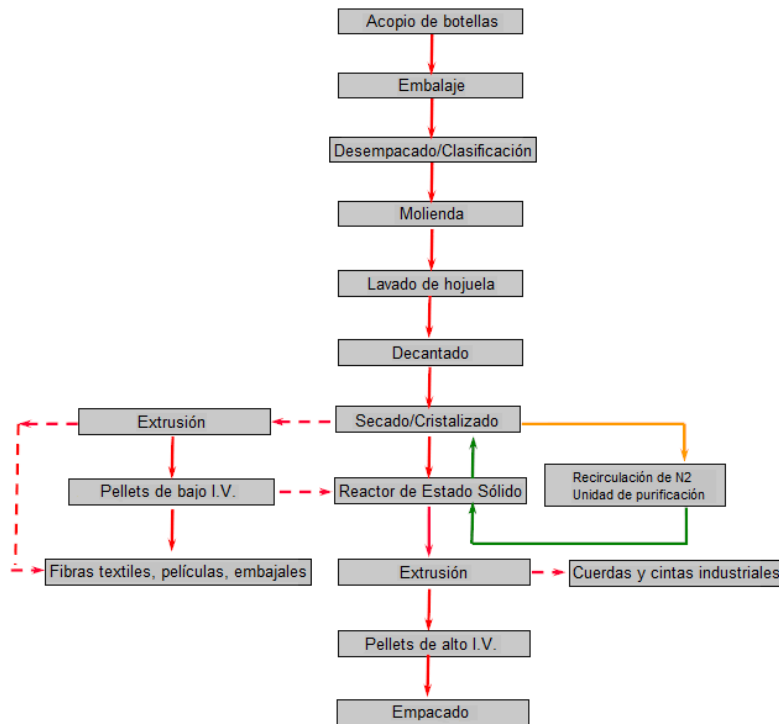 Acopio de botellas
Embalaje
Desempacado/Clasificación
Molienda
Lavado de hojuela
Decantado
Extrusión
Secado/Cristalizado
Recirculación de N2
Unidad de purificación
Pellets de bajo I.V.
Reactor de Estado Sólido
Fibras textiles, películas, embajales
Extrusión
Cuerdas y cintas industriales
Pellets de alto I.V.
Empacado